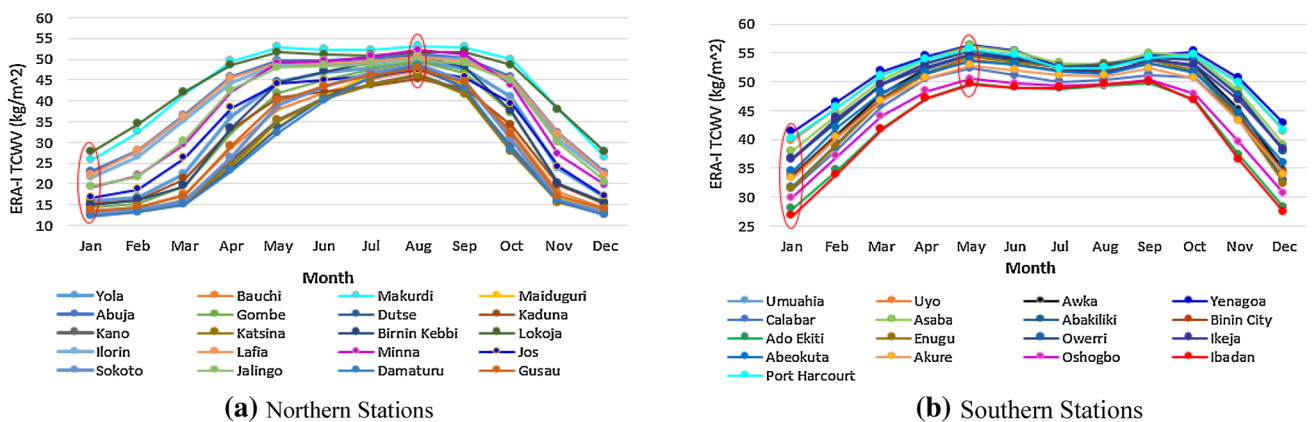 ERA-I TCWV (kg/m^2)
60
55
50
45
40
35
30
25
20
15
10
Jan Feb Mar Apr May Jun Jul Aug Sep Oct Nov Dec
Month
Yola Bauchi Makurdi Maiduguri
Abuja Gombe Dutse Kaduna
Kano Katsina Birnin Kebbi Lokoja
Ilorin Lafia Minna Jos
Sokoto Jalingo Damaturu Gusau
(a) Northern Stations
ERA-I TCWV (kg/m^2)
60
55
50
45
40
35
30
25
Jan Feb Mar Apr May Jun Jul Aug Sep Oct Nov Dec
Month
Umuahia Uyo Awka Yenagoa
Calabar Asaba Abakiliki Binin City
Ado Ekiti Enugu Owerri Ikeja
Abeokuta Akure Oshogbo Ibadan
Port Harcourt
(b) Southern Stations